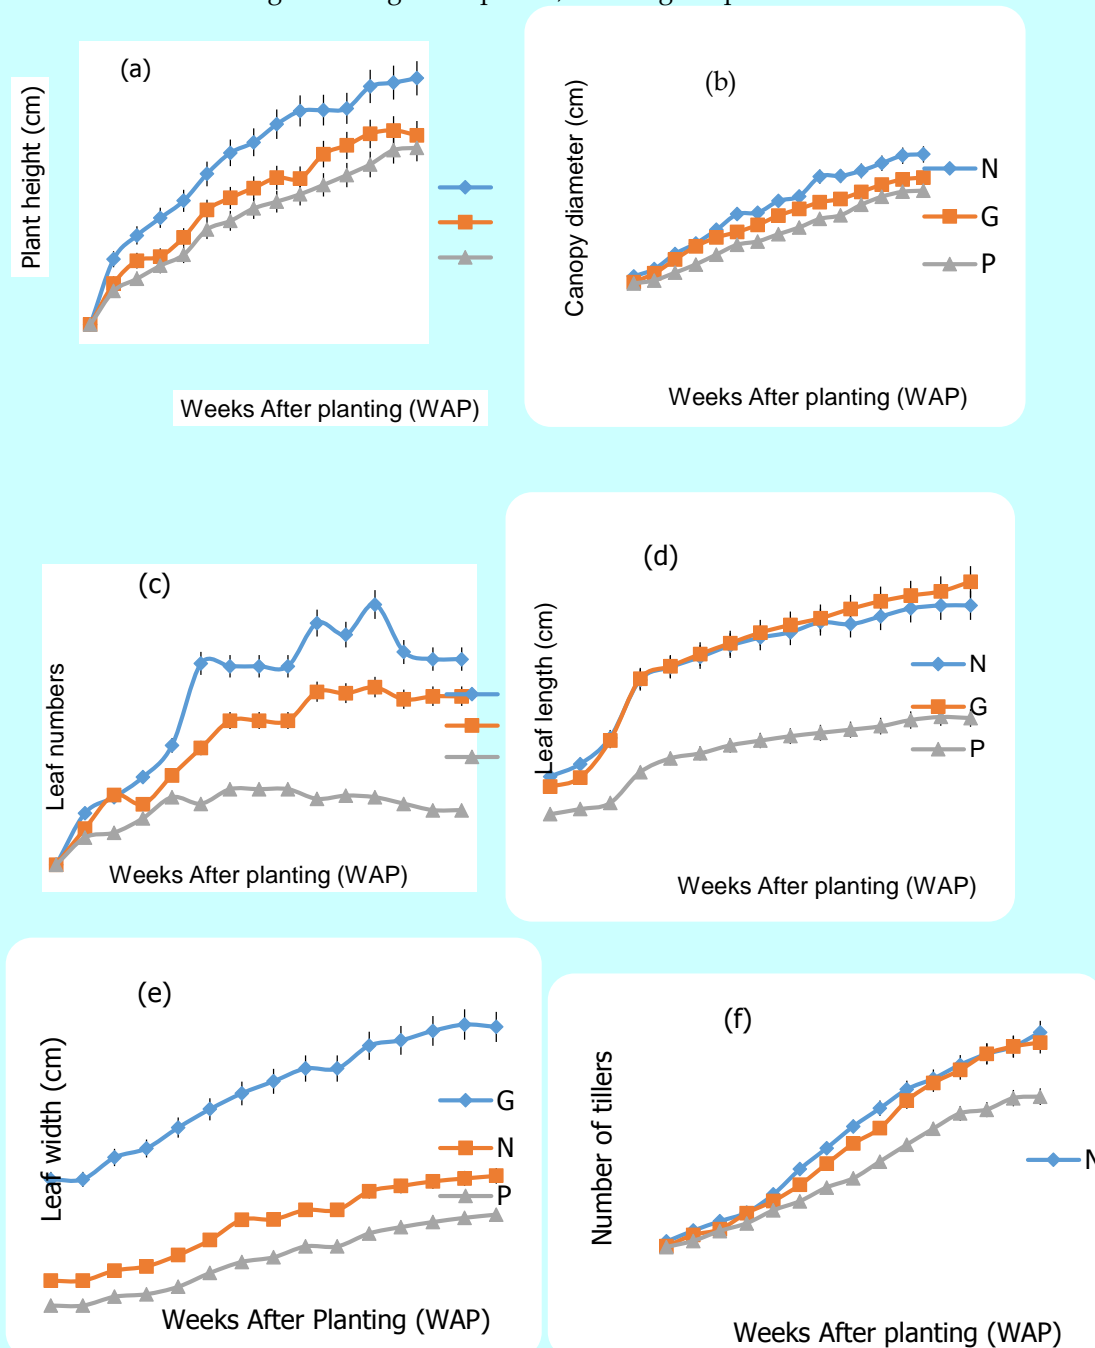 (a)
Plant height (cm)
Weeks After planting (WAP)
(b)
Canopy diameter (cm)
N
G
P
Weeks After planting (WAP)
(c)
Leaf numbers
Weeks After planting (WAP)
(d)
Leaf length (cm)
N
G
P
Weeks After planting (WAP)
(e)
Leaf width (cm)
G
N
P
Weeks After Planting (WAP)
(f)
Number of tillers
N
Weeks After planting (WAP)